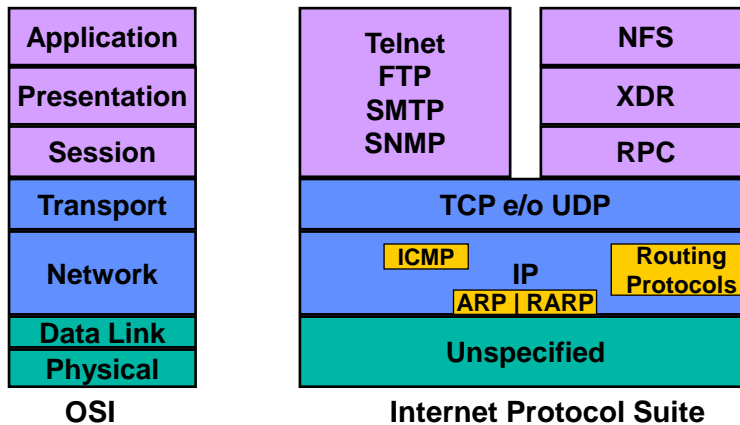 Application
Presentation
Session
Transport
Network
Data Link
Physical
OSI
Telnet
FTP
SMTP
SNMP
NFS
XDR
RPC
TCP e/o UDP
ICMP
IP
Routing
Protocols
ARP | RARP
Unspecified
Internet Protocol Suite